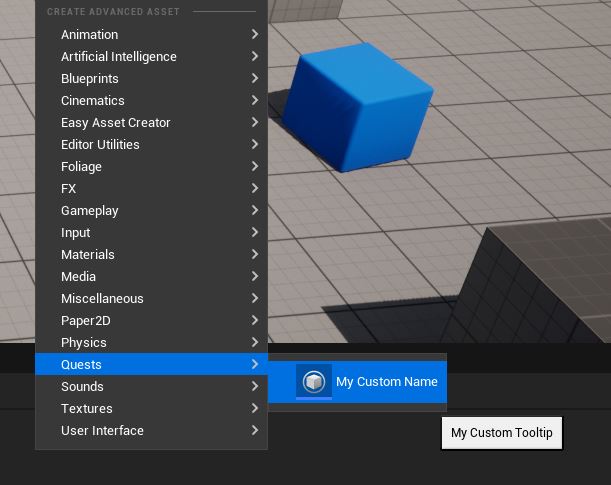 CREATE ADVANCED ASSET
Animation
Artificial Intelligence
Blueprints
Cinematics
Easy Asset Creator
Editor Utilities
Foliage
FX
Gameplay
Input
Materials
Media
Miscellaneous
Paper2D
Physics
Quests
My Custom Name
Sounds
Textures
My Custom Tooltip
User Interface